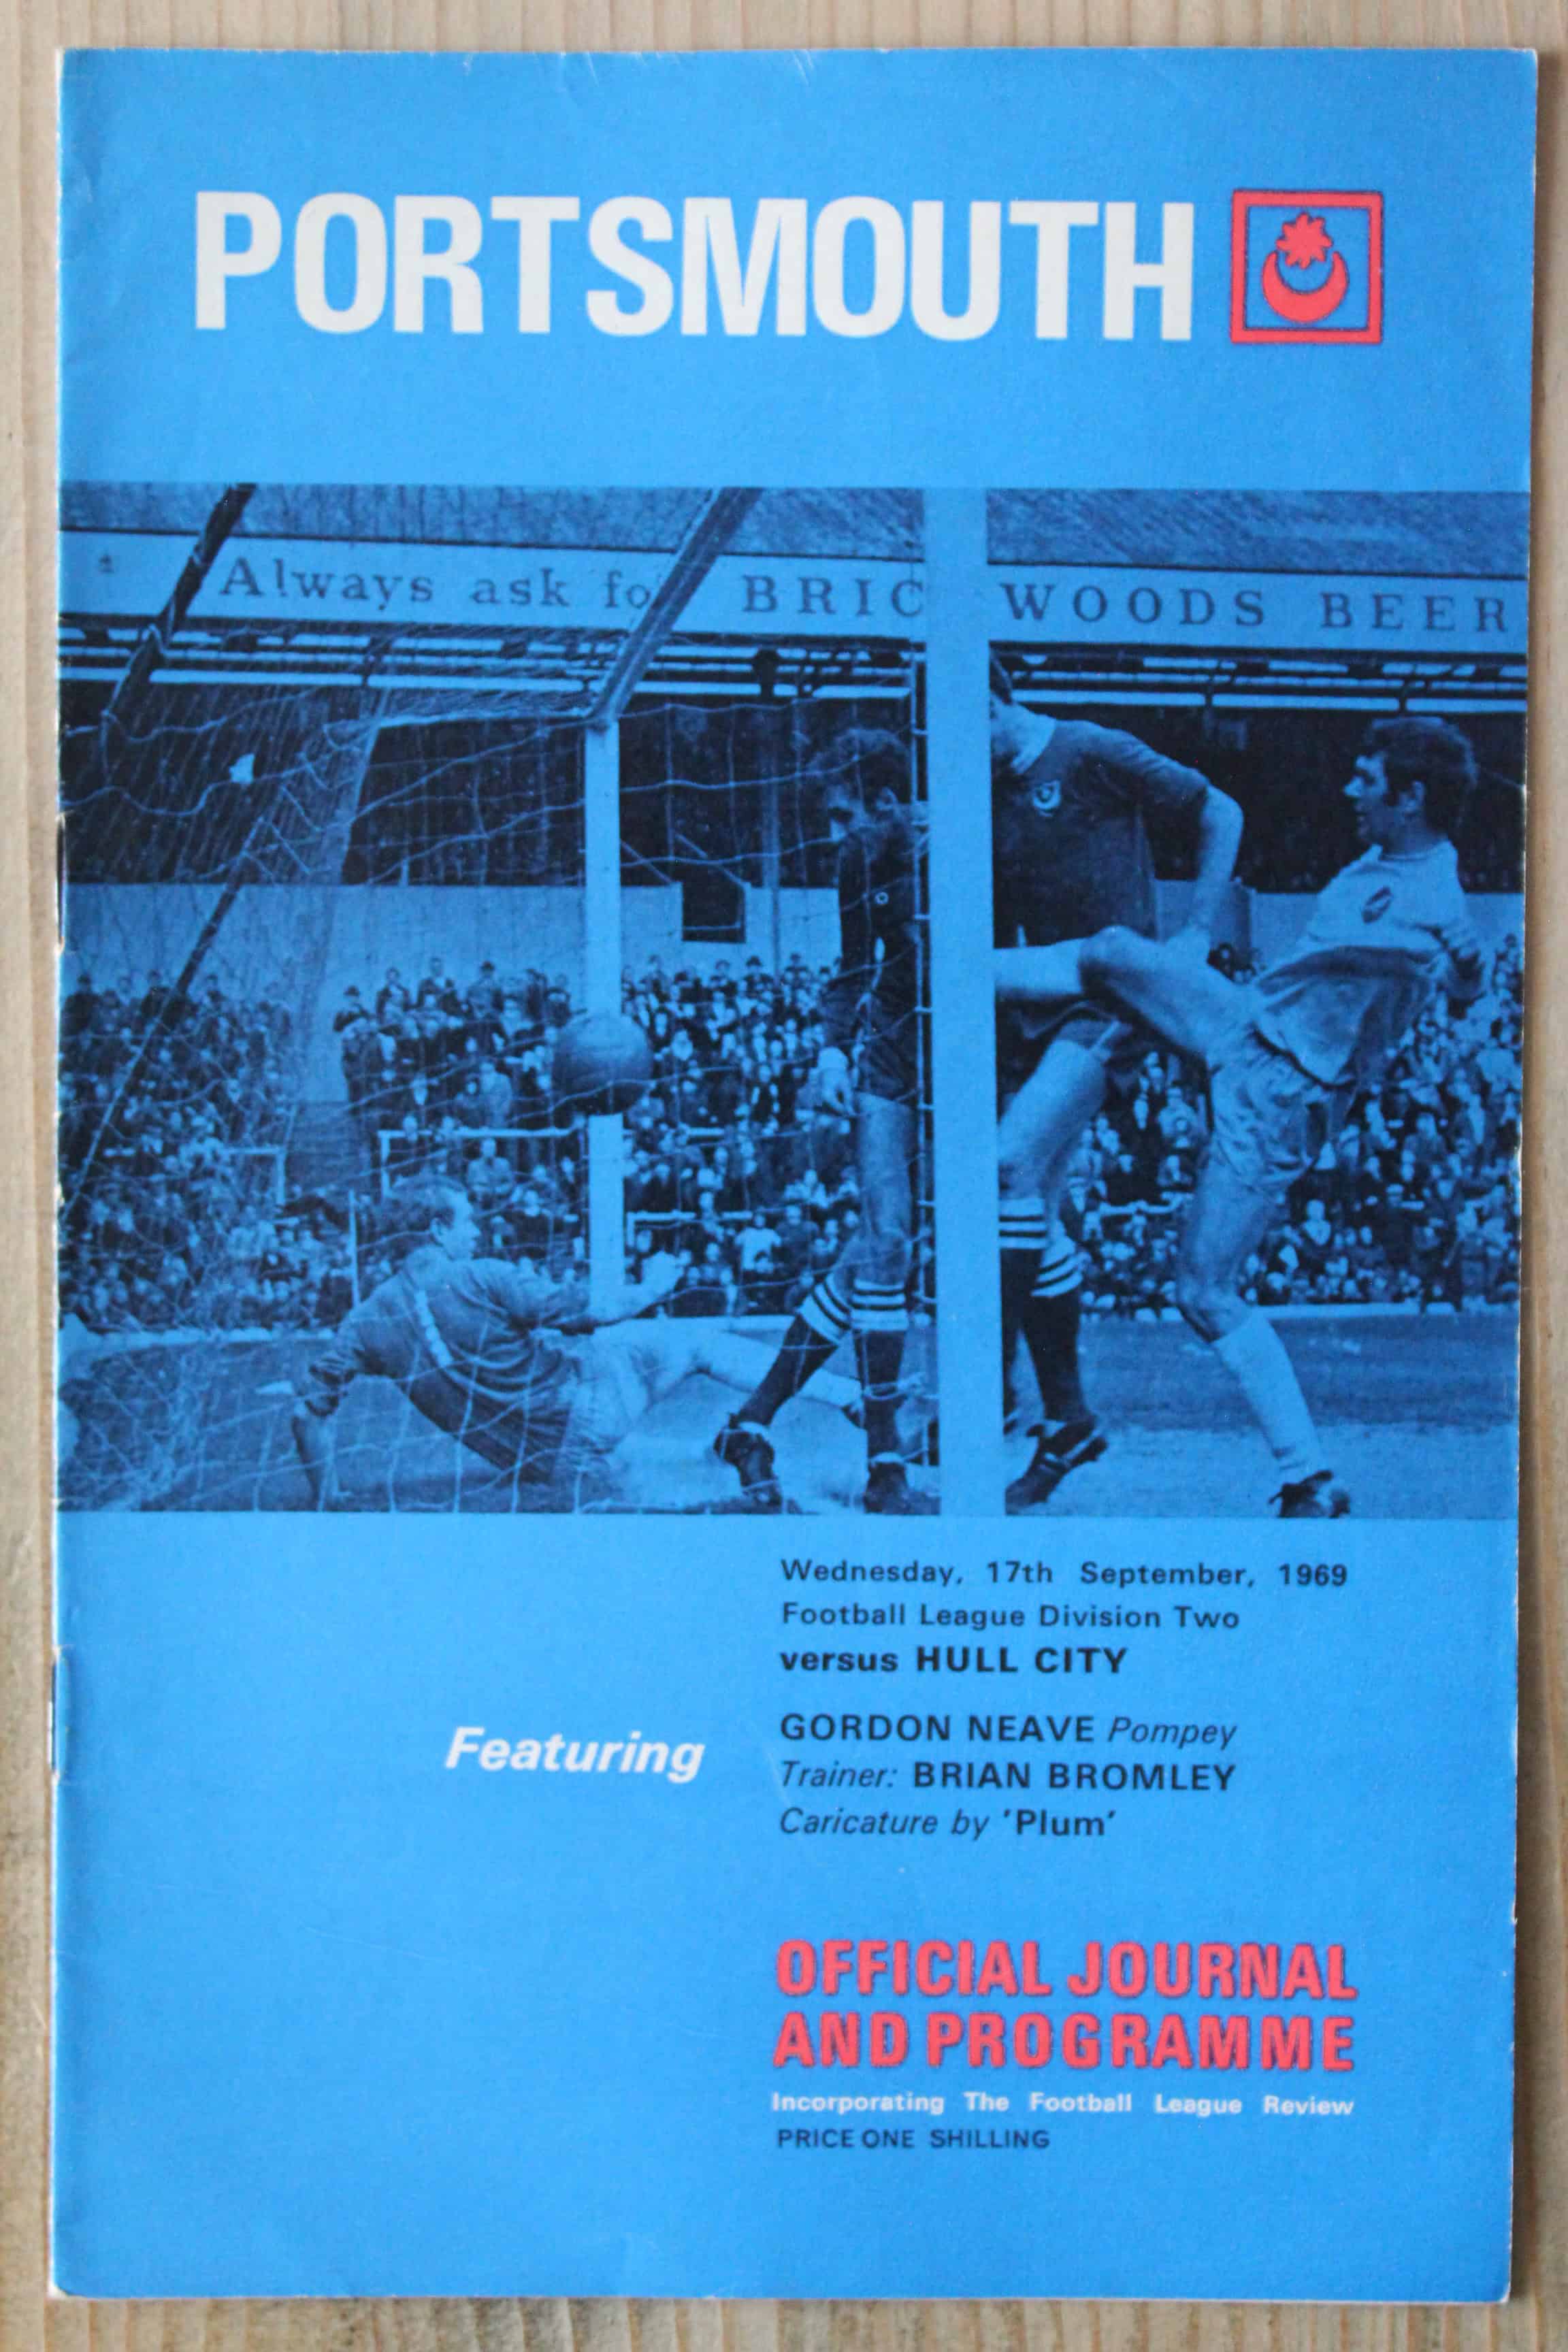 PORTSMOUTH
Always ask fo BRIC WOODS BEER
Wednesday, 17th September, 1969
Football League Division Two
versus HULL CITY
Featuring
GORDON NEAVE Pompey
Trainer: BRIAN BROMLEY
Caricature by 'Plum'
OFFICIAL JOURNAL
AND PROGRAMME
Incorporating The Football League Review
PRICE ONE SHILLING